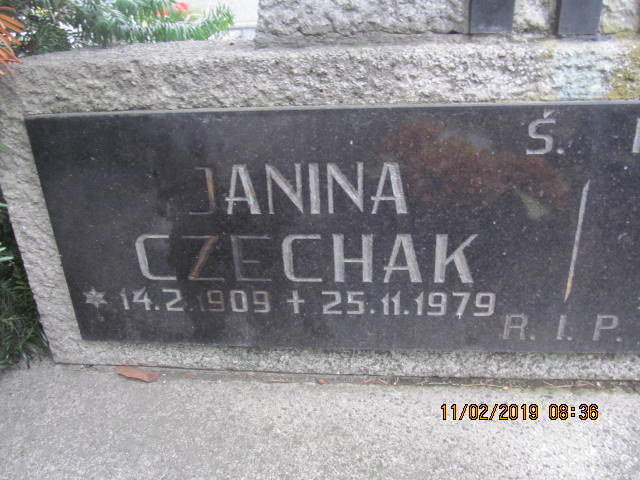 Ś.
JANINA
CZECHAK
* 14.2.1909 + 25.11.1979
R. I. P.
11/02/2019 08:36